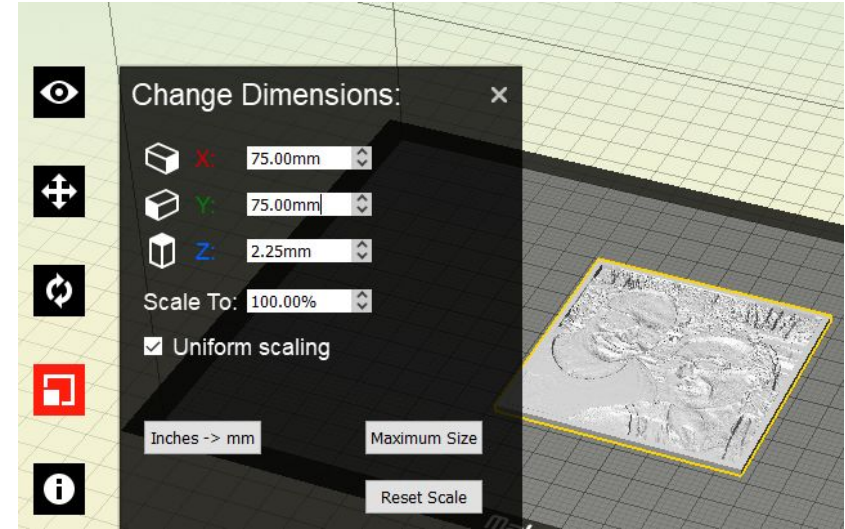 Change Dimensions:
X: 75.00mm
Y: 75.00mm
Z: 2.25mm
Scale To: 100.00%
Uniform scaling
Inches -> mm Maximum Size
Reset Scale